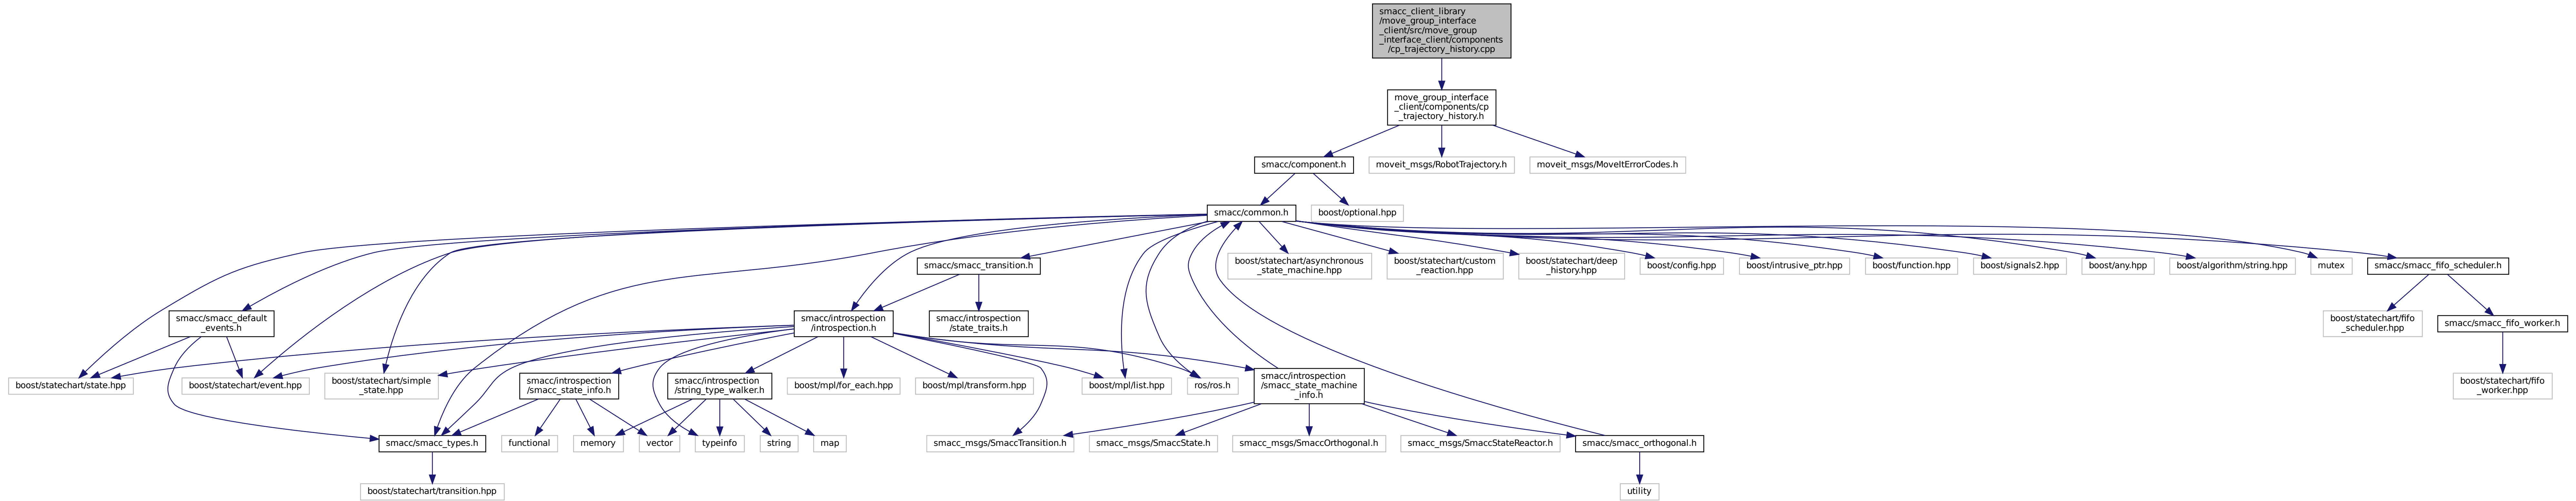 smacc_client_library
/move_group_interface
_client/src/move_group
_interface_client/components
/cp_trajectory_history.cpp
move_group_interface
_client/components/cp
_trajectory_history.h
smacc/component.h
moveit_msgs/RobotTrajectory.h
moveit_msgs/MoveItErrorCodes.h
smacc/common.h
boost/optional.hpp
smacc/smacc_transition.h
boost/statechart/asynchronous
_state_machine.hpp
boost/statechart/custom
_reaction.hpp
boost/statechart/deep
_history.hpp
boost/config.hpp
boost/intrusive_ptr.hpp
boost/function.hpp
boost/signals2.hpp
boost/any.hpp
boost/algorithm/string.hpp
mutex
smacc/smacc_fifo_scheduler.h
smacc/smacc_default
_events.h
smacc/introspection
/introspection.h
smacc/introspection
/state_traits.h
boost/statechart/fifo
_scheduler.hpp
smacc/smacc_fifo_worker.h
boost/statechart/state.hpp
boost/statechart/event.hpp
boost/statechart/simple
_state.hpp
smacc/introspection
/smacc_state_info.h
smacc/introspection
/string_type_walker.h
boost/mpl/for_each.hpp
boost/mpl/transform.hpp
boost/mpl/list.hpp
ros/ros.h
smacc/introspection
/smacc_state_machine
_info.h
boost/statechart/fifo
_worker.hpp
smacc/smacc_types.h
functional
memory
vector
typeinfo
string
map
smacc_msgs/SmaccTransition.h
smacc_msgs/SmaccState.h
smacc_msgs/SmaccOrthogonal.h
smacc_msgs/SmaccStateReactor.h
smacc/smacc_orthogonal.h
boost/statechart/transition.hpp
utility